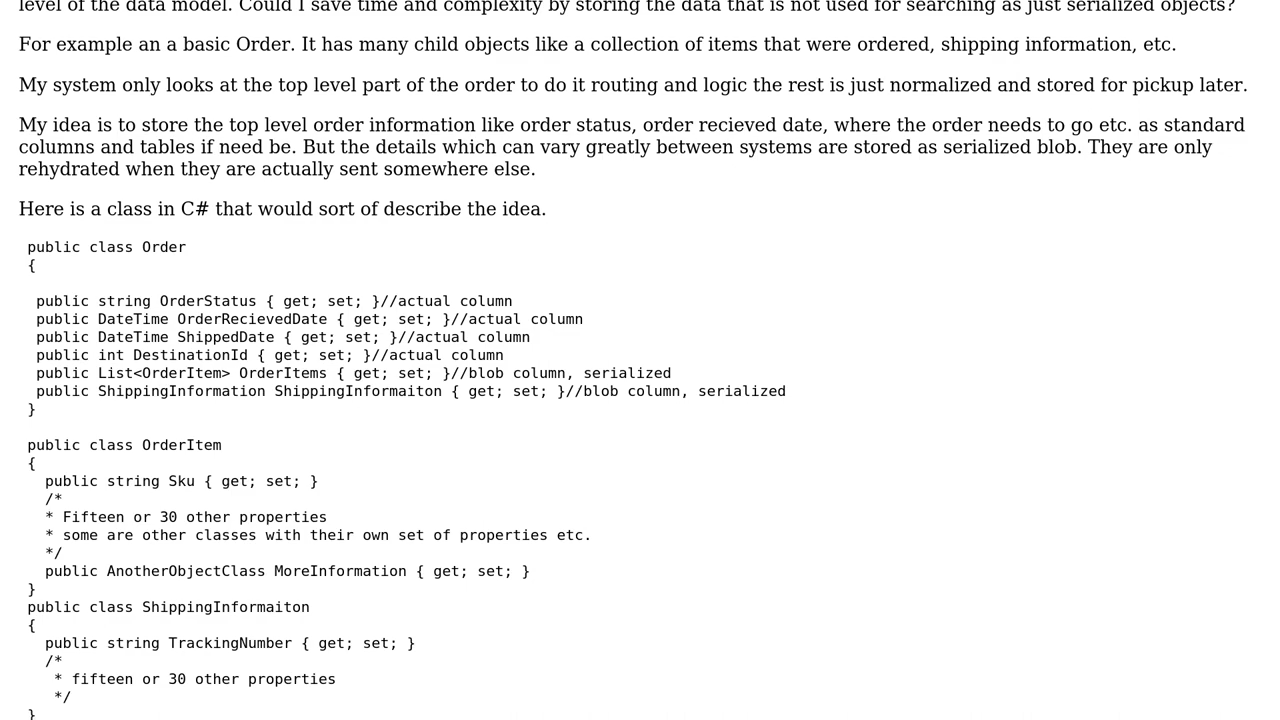 level of the data model. Could I save time and complexity by storing the data that is not used for searching as just serialized objects?
For example an a basic Order. It has many child objects like a collection of items that were ordered, shipping information, etc.
My system only looks at the top level part of the order to do it routing and logic the rest is just normalized and stored for pickup later.
My idea is to store the top level order information like order status, order recieved date, where the order needs to go etc. as standard
columns and tables if need be. But the details which can vary greatly between systems are stored as serialized blob. They are only
rehydrated when they are actually sent somewhere else.
Here is a class in C# that would sort of describe the idea.
public class Order
{
public string OrderStatus { get; set; }//actual column
public DateTime OrderRecievedDate { get; set; }//actual column
public DateTime ShippedDate { get; set; }//actual column
public int DestinationId { get; set; }//actual column
public List<OrderItem> OrderItems { get; set; }//blob column, serialized
public ShippingInformation ShippingInformaiton { get; set; }//blob column, serialized
}
public class OrderItem
{
public string Sku { get; set; }
/*
* Fifteen or 30 other properties
* some are other classes with their own set of properties etc.
*/
public AnotherObjectClass MoreInformation { get; set; }
}
public class ShippingInformaiton
{
public string TrackingNumber { get; set; }
/*
* fifteen or 30 other properties
*/
}